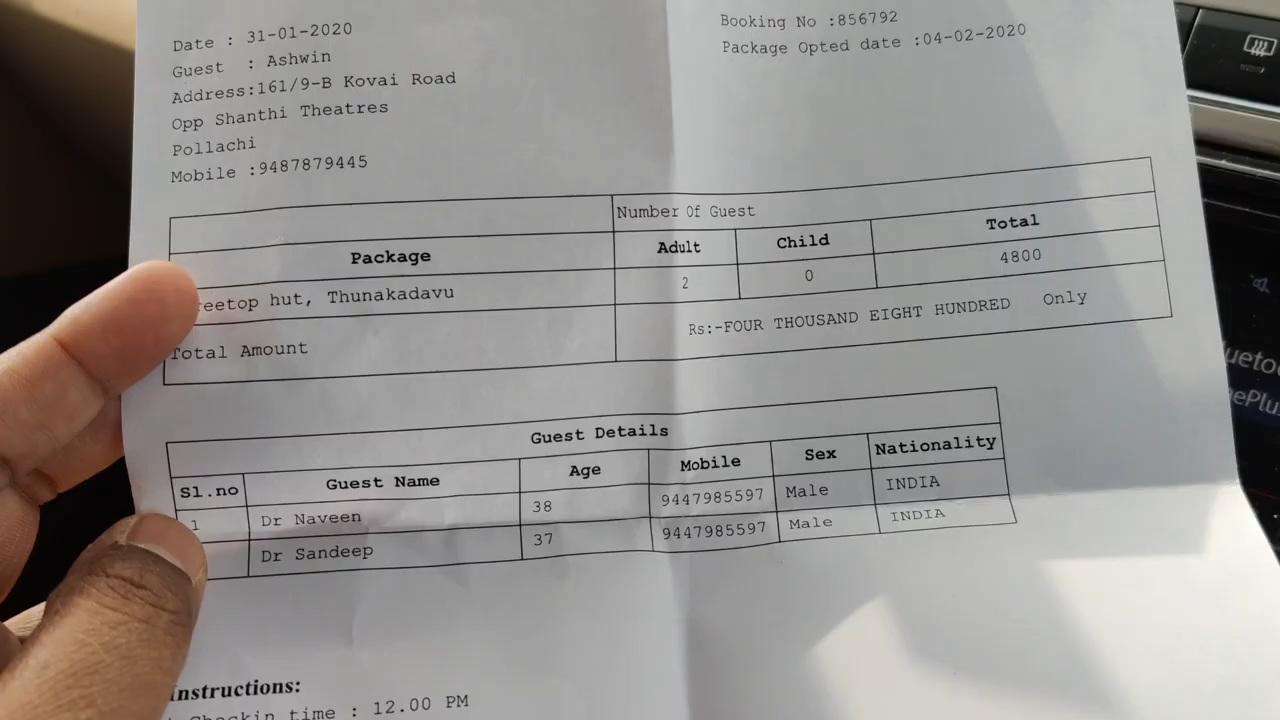 Date : 31-01-2020
Guest : Ashwin
Address:161/9-B Kovai Road
Opp Shanthi Theatres
Pollachi
Mobile :9487879445
Booking No :856792
Package Opted date :04-02-2020
Number Of Guest
Package Adult Child Total
reetop hut, Thunakadavu 2 0 4800
Total Amount Rs:-FOUR THOUSAND EIGHT HUNDRED Only
Guest Details
Sl.no Guest Name Age Mobile Sex Nationality
1 Dr Naveen 38 9447985597 Male INDIA
Dr Sandeep 37 9447985597 Male INDIA
Instructions:
Checkin time : 12.00 PM
uetoo
nePlu